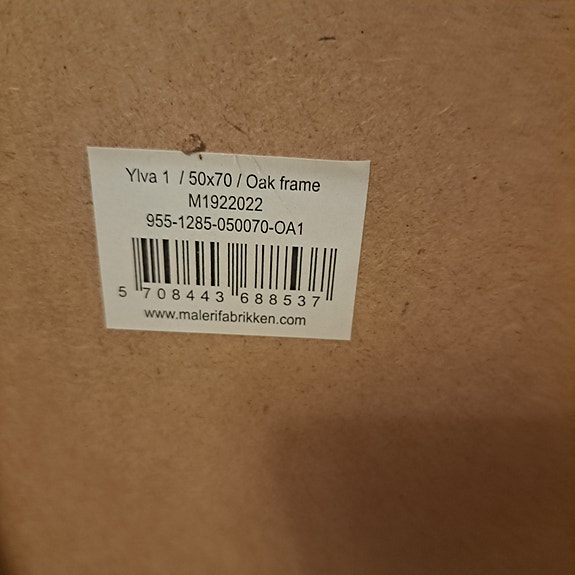 Ylva 1 / 50x70 / Oak frame
M1922022
955-1285-050070-OA1
5 708443 688537
www.malerifabrikken.com